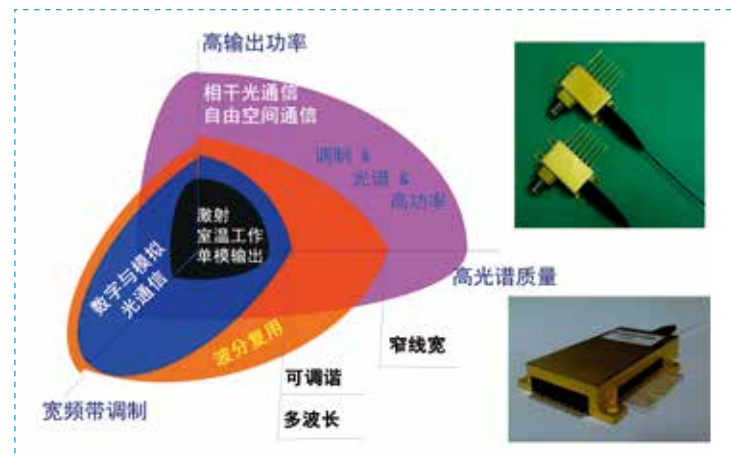 高输出功率
相干光通信
自由空间通信
调制 &
光谱 &
高功率
激射
室温工作
单模输出
数字与模拟
光通信
高光谱质量
波分复用
窄线宽
可调谐
多波长
宽频带调制